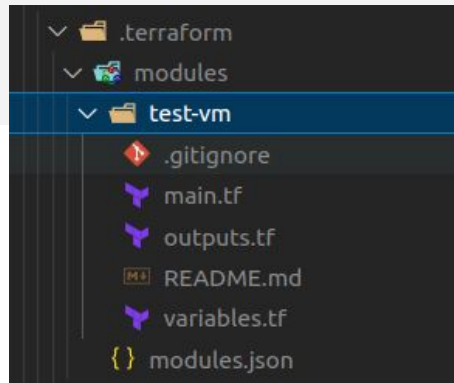 .terraform
modules
test-vm
.gitignore
main.tf
outputs.tf
README.md
variables.tf
{} modules.json